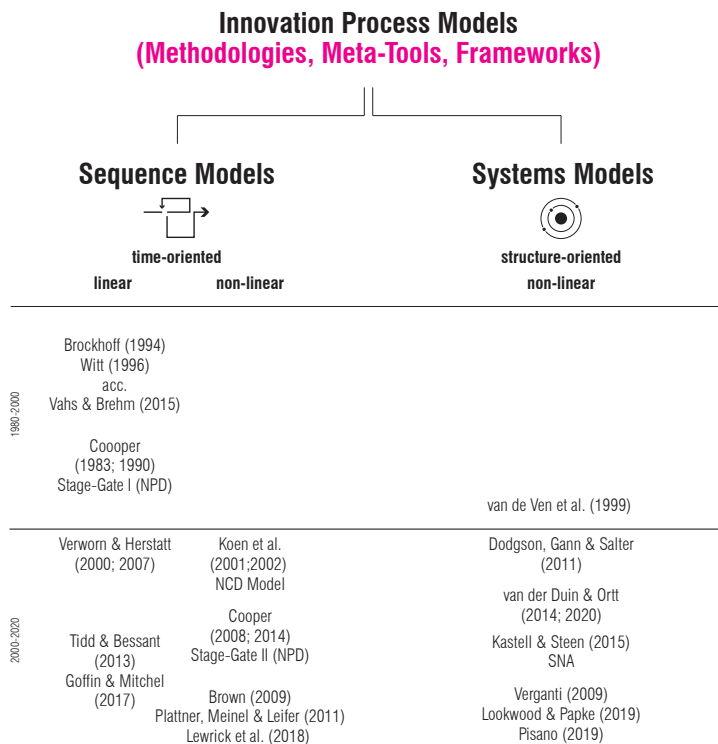 Innovation Process Models
(Methodologies, Meta-Tools, Frameworks)
Sequence Models
Systems Models
time-oriented
structure-oriented
linear
non-linear
non-linear
1980-2000
Brockhoff (1994)
Witt (1996)
acc.
Vahs & Brehm (2015)
Coooper
(1983; 1990)
Stage-Gate I (NPD)
van de Ven et al. (1999)
2000-2020
Verworn & Herstatt
(2000; 2007)
Tidd & Bessant
(2013)
Goffin & Mitchel
(2017)
Koen et al.
(2001;2002)
NCD Model
Cooper
(2008; 2014)
Stage-Gate II (NPD)
Brown (2009)
Plattner, Meinel & Leifer (2011)
Lewrick et al. (2018)
Dodgson, Gann & Salter
(2011)
van der Duin & Ortt
(2014; 2020)
Kastell & Steen (2015)
SNA
Verganti (2009)
Lookwood & Papke (2019)
Pisano (2019)